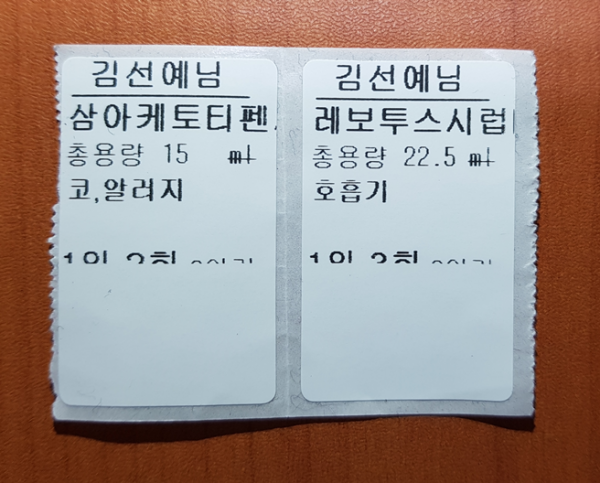 김선예님
삼아케토티펜
총용량 15 ml
코,알러지
김선예님
레보투스시럽
총용량 22.5 ml
호흡기